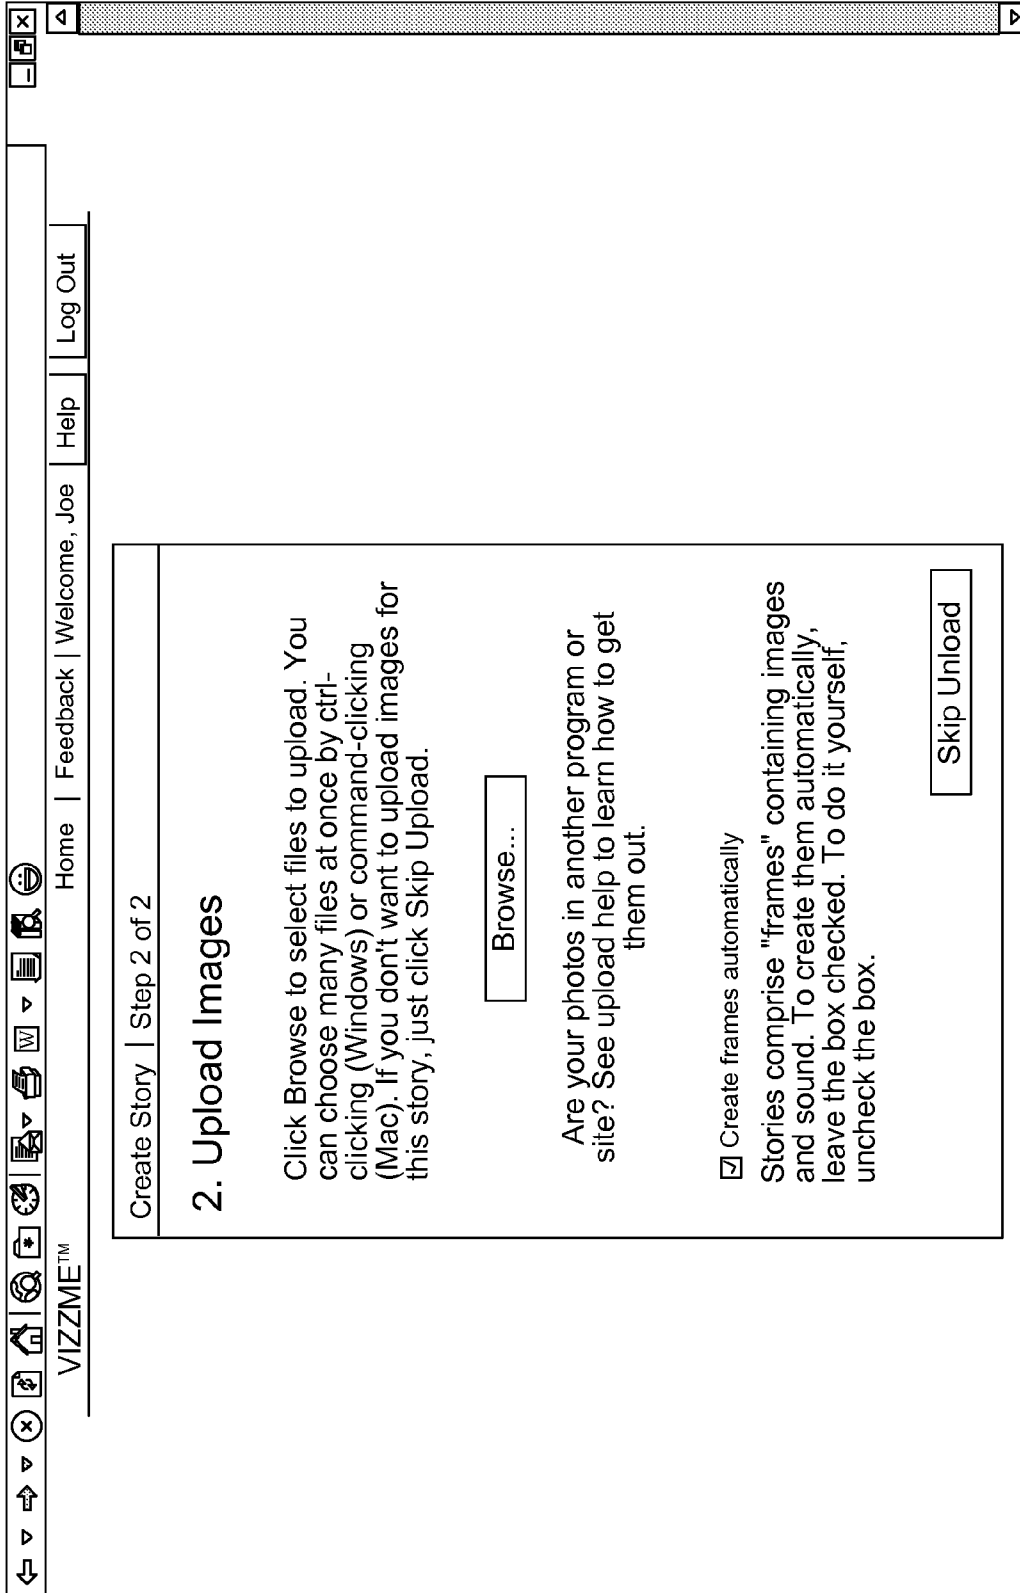 VIZZME™ Home | Feedback | Welcome, Joe Help Log Out
Create Story | Step 2 of 2
2. Upload Images
Click Browse to select files to upload. You
can choose many files at once by ctrl-
clicking (Windows) or command-clicking
(Mac). If you don't want to upload images for
this story, just click Skip Upload.
Browse...
Are your photos in another program or
site? See upload help to learn how to get
them out.
Create frames automatically
Stories comprise "frames" containing images
and sound. To create them automatically,
leave the box checked. To do it yourself,
uncheck the box.
Skip Unload